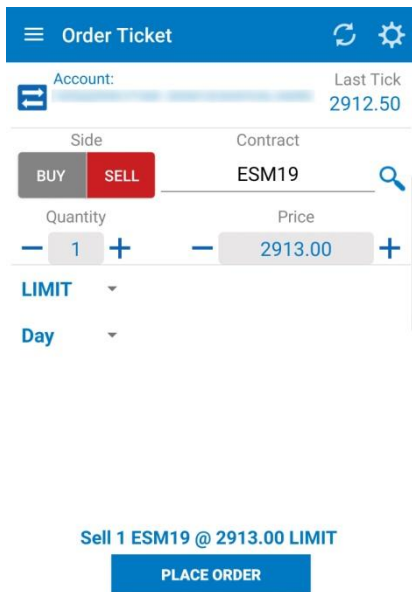 Order Ticket
Account: Last Tick
2912.50
Side Contract
BUY SELL ESM19
Quantity Price
1 2913.00
LIMIT
Day
Sell 1 ESM19 @ 2913.00 LIMIT
PLACE ORDER